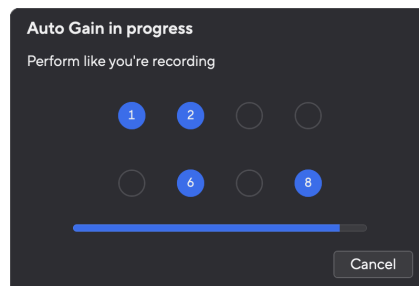 Auto Gain in progress
Perform like you're recording
1 2
6 8
Cancel